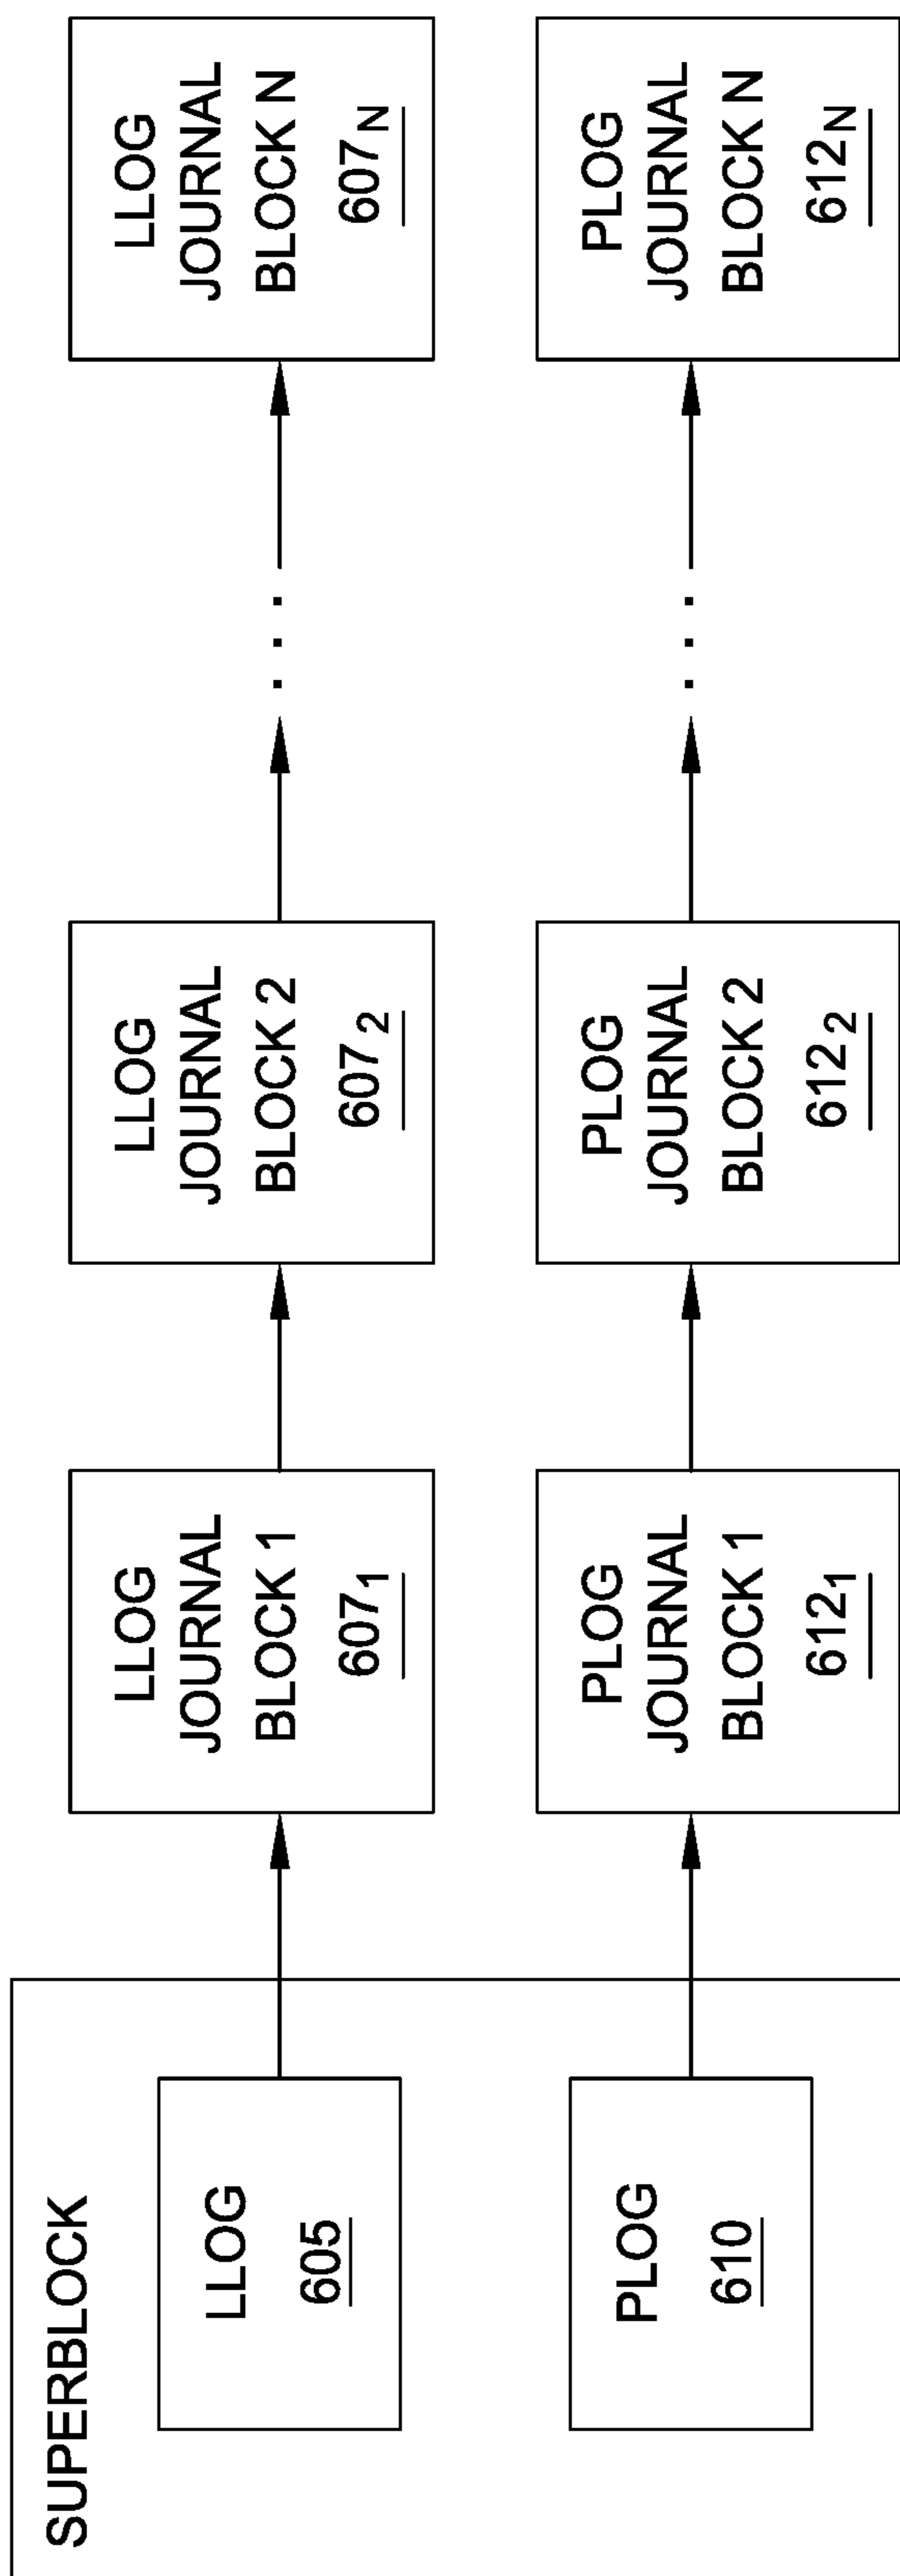 SUPERBLOCK
LLOG
605
LLOG
JOURNAL
BLOCK 1
607₁
LLOG
JOURNAL
BLOCK 2
607₂
. . .
LLOG
JOURNAL
BLOCK N
607N
PLOG
610
PLOG
JOURNAL
BLOCK 1
612₁
PLOG
JOURNAL
BLOCK 2
612₂
. . .
PLOG
JOURNAL
BLOCK N
612N